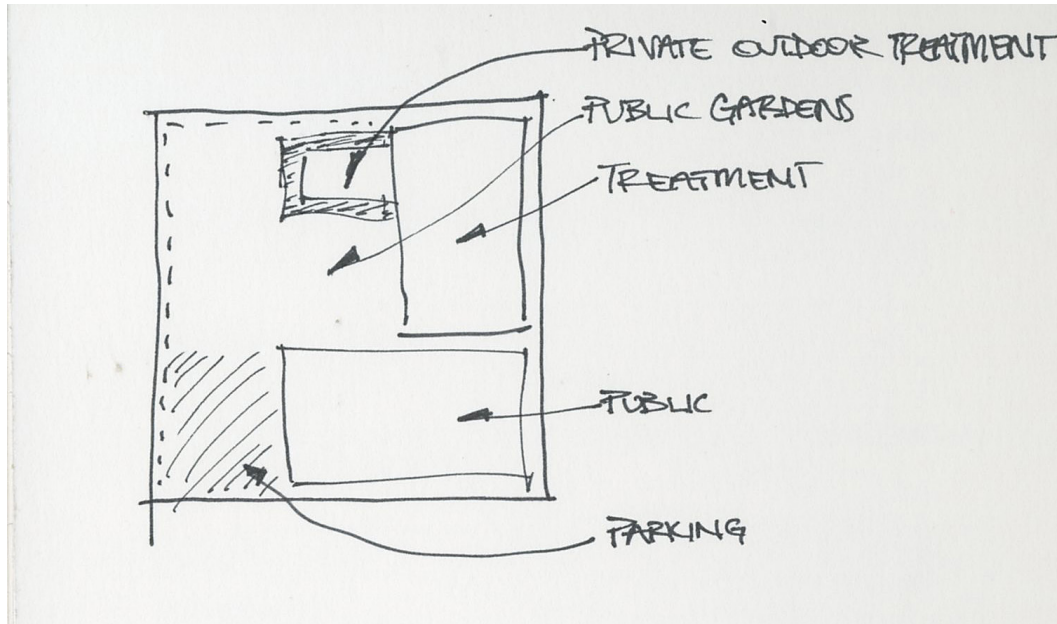 PRIVATE OUTDOOR TREATMENT
PUBLIC GARDENS
TREATMENT
PUBLIC
PARKING